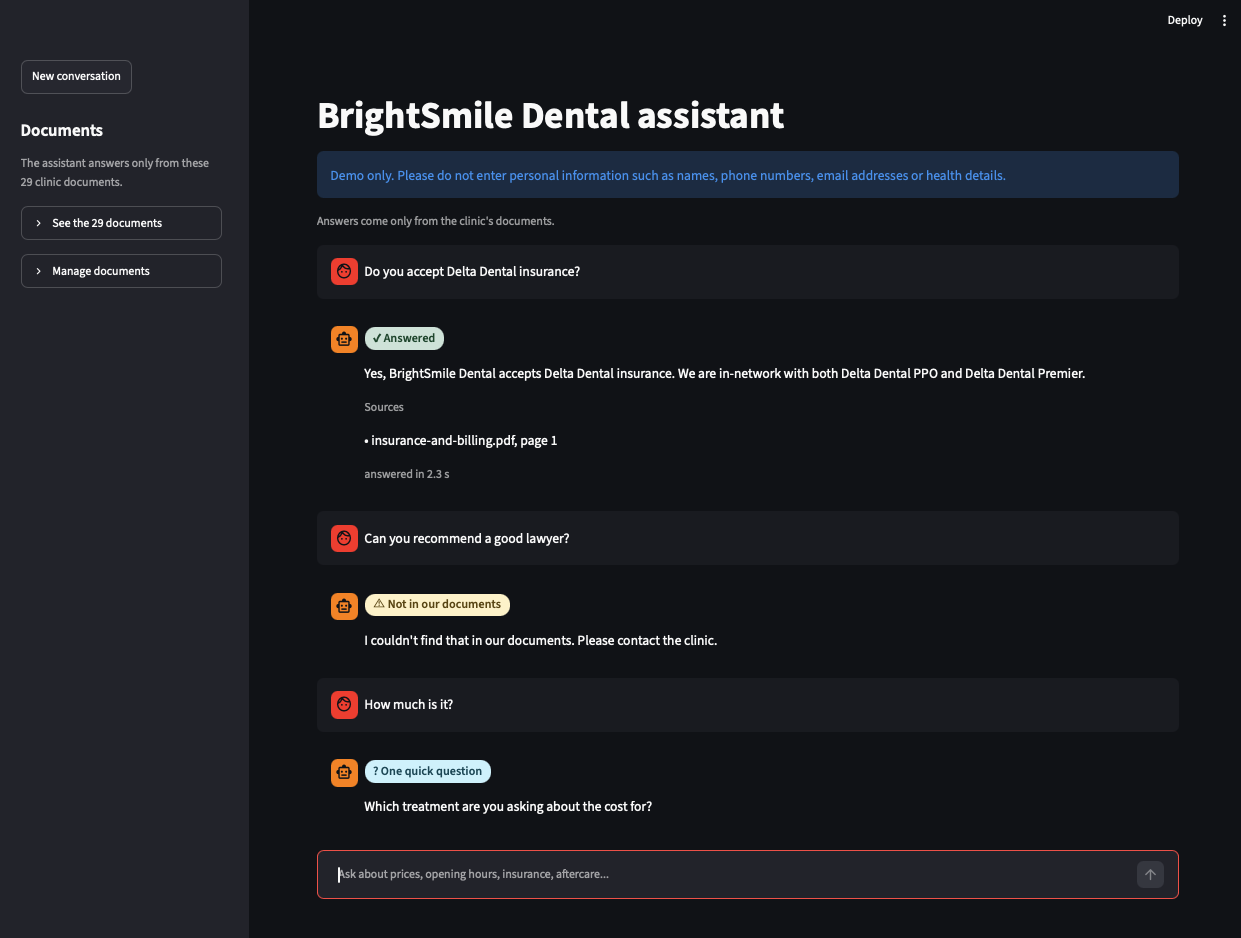 Deploy
New conversation
Documents
The assistant answers only from these
29 clinic documents.
See the 29 documents
Manage documents
BrightSmile Dental assistant
Demo only. Please do not enter personal information such as names, phone numbers, email addresses or health details.
Answers come only from the clinic's documents.
Do you accept Delta Dental insurance?
✓ Answered
Yes, BrightSmile Dental accepts Delta Dental insurance. We are in-network with both Delta Dental PPO and Delta Dental Premier.
Sources
• insurance-and-billing.pdf, page 1
answered in 2.3 s
Can you recommend a good lawyer?
⚠ Not in our documents
I couldn't find that in our documents. Please contact the clinic.
How much is it?
? One quick question
Which treatment are you asking about the cost for?
Ask about prices, opening hours, insurance, aftercare...